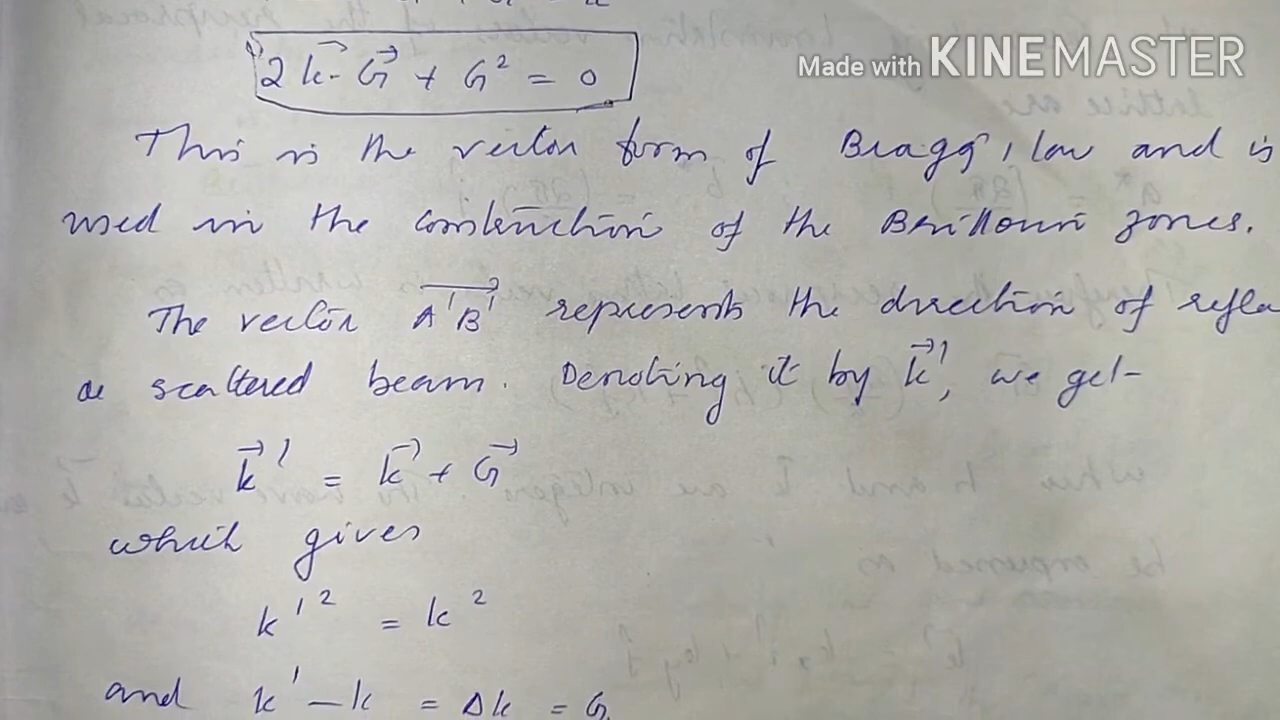 Made with KINEMASTER
2 k⃗ · G⃗ + G² = 0
This is the vector form of Bragg's law and is
used in the construction of the Brillouin zones.
The vector A'B'⃗ represents the direction of refle
or scattered beam. Denoting it by k⃗', we get-
k⃗' = k⃗ + G⃗
which gives
k'² = k²
and k' - k = Δk = G